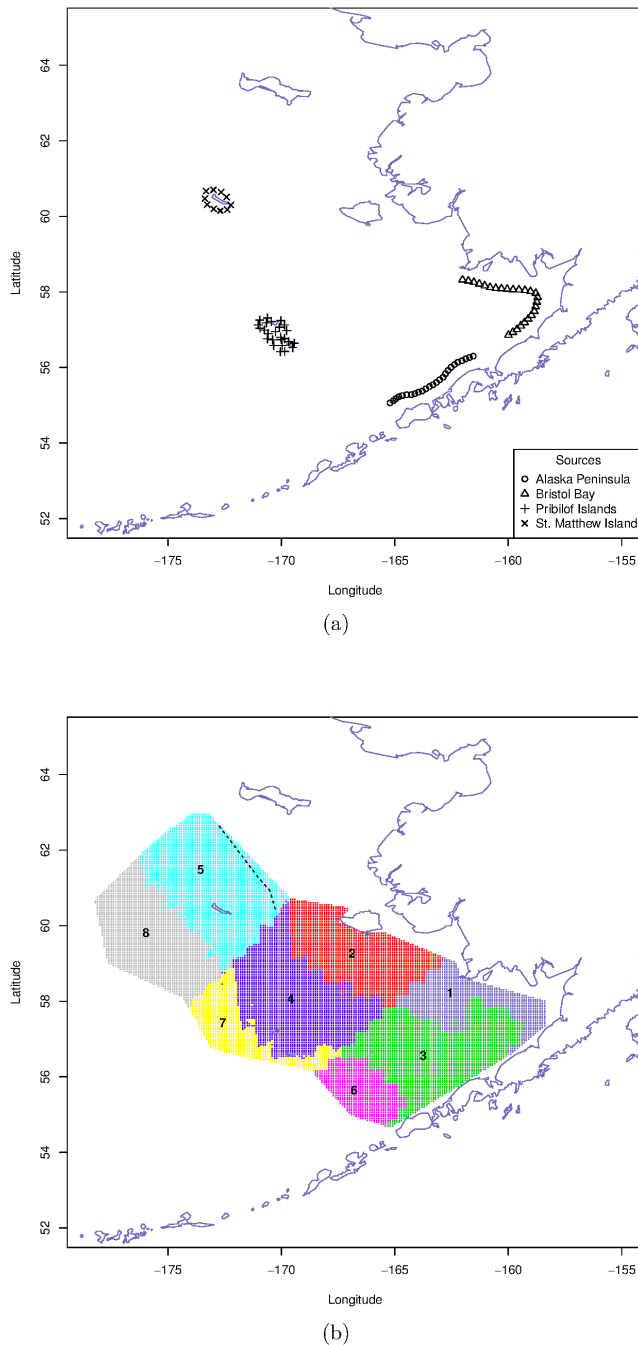 64
62
60
58
56
54
52
Latitude
Sources
Alaska Peninsula
Bristol Bay
Pribilof Islands
St. Matthew Island
−175 −170 −165 −160 −155
Longitude
(a)
64
62
60
58
56
54
52
Latitude
5
8
2
1
4
7
3
6
−175 −170 −165 −160 −155
Longitude
(b)